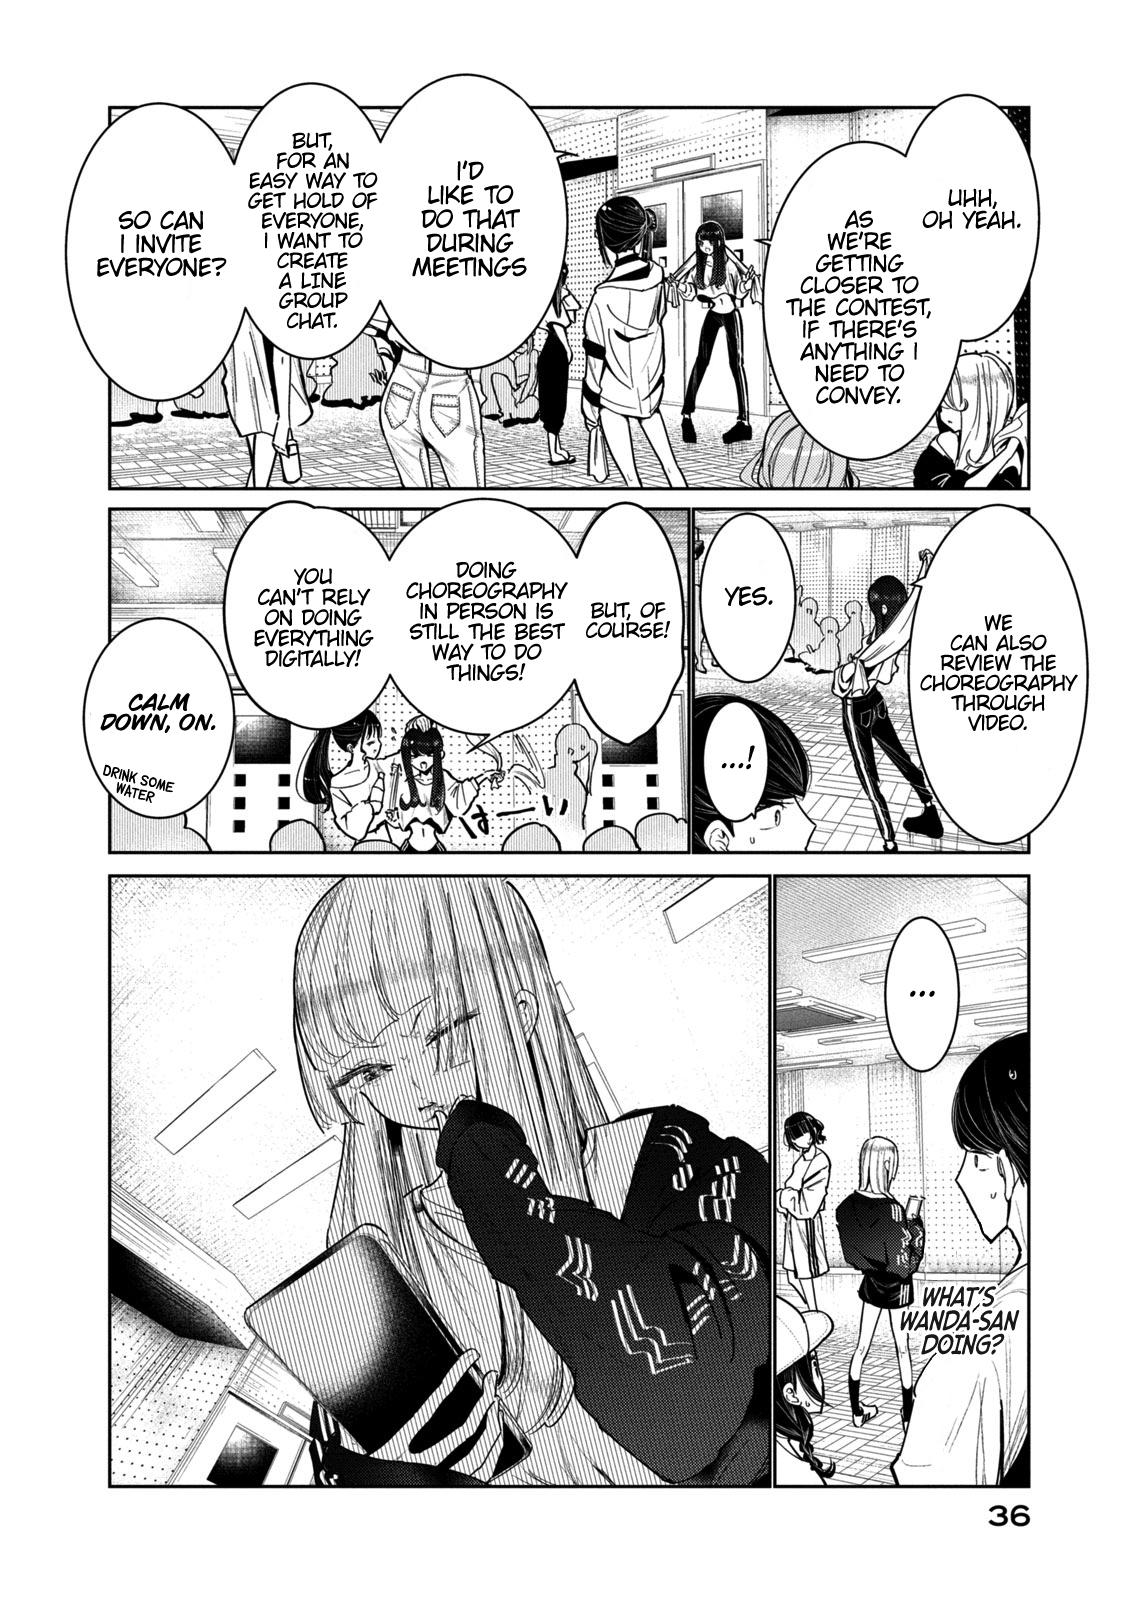 UHH,
OH YEAH.
AS
WE'RE
GETTING
CLOSER TO
THE CONTEST,
IF THERE'S
ANYTHING I
NEED TO
CONVEY.
I'D
LIKE TO
DO THAT
DURING
MEETINGS
BUT,
FOR AN
EASY WAY TO
GET HOLD OF
EVERYONE,
I WANT TO
CREATE
A LINE
GROUP
CHAT.
SO CAN
I INVITE
EVERYONE?
WE
CAN ALSO
REVIEW THE
CHOREOGRAPHY
THROUGH
VIDEO.
YES.
...!
BUT, OF
COURSE!
DOING
CHOREOGRAPHY
IN PERSON IS
STILL THE BEST
WAY TO DO
THINGS!
YOU
CAN'T RELY
ON DOING
EVERYTHING
DIGITALLY!
はーい
CALM
DOWN, ON.
DRINK SOME
WATER
...
WHAT'S
WANDA-SAN
DOING?
36